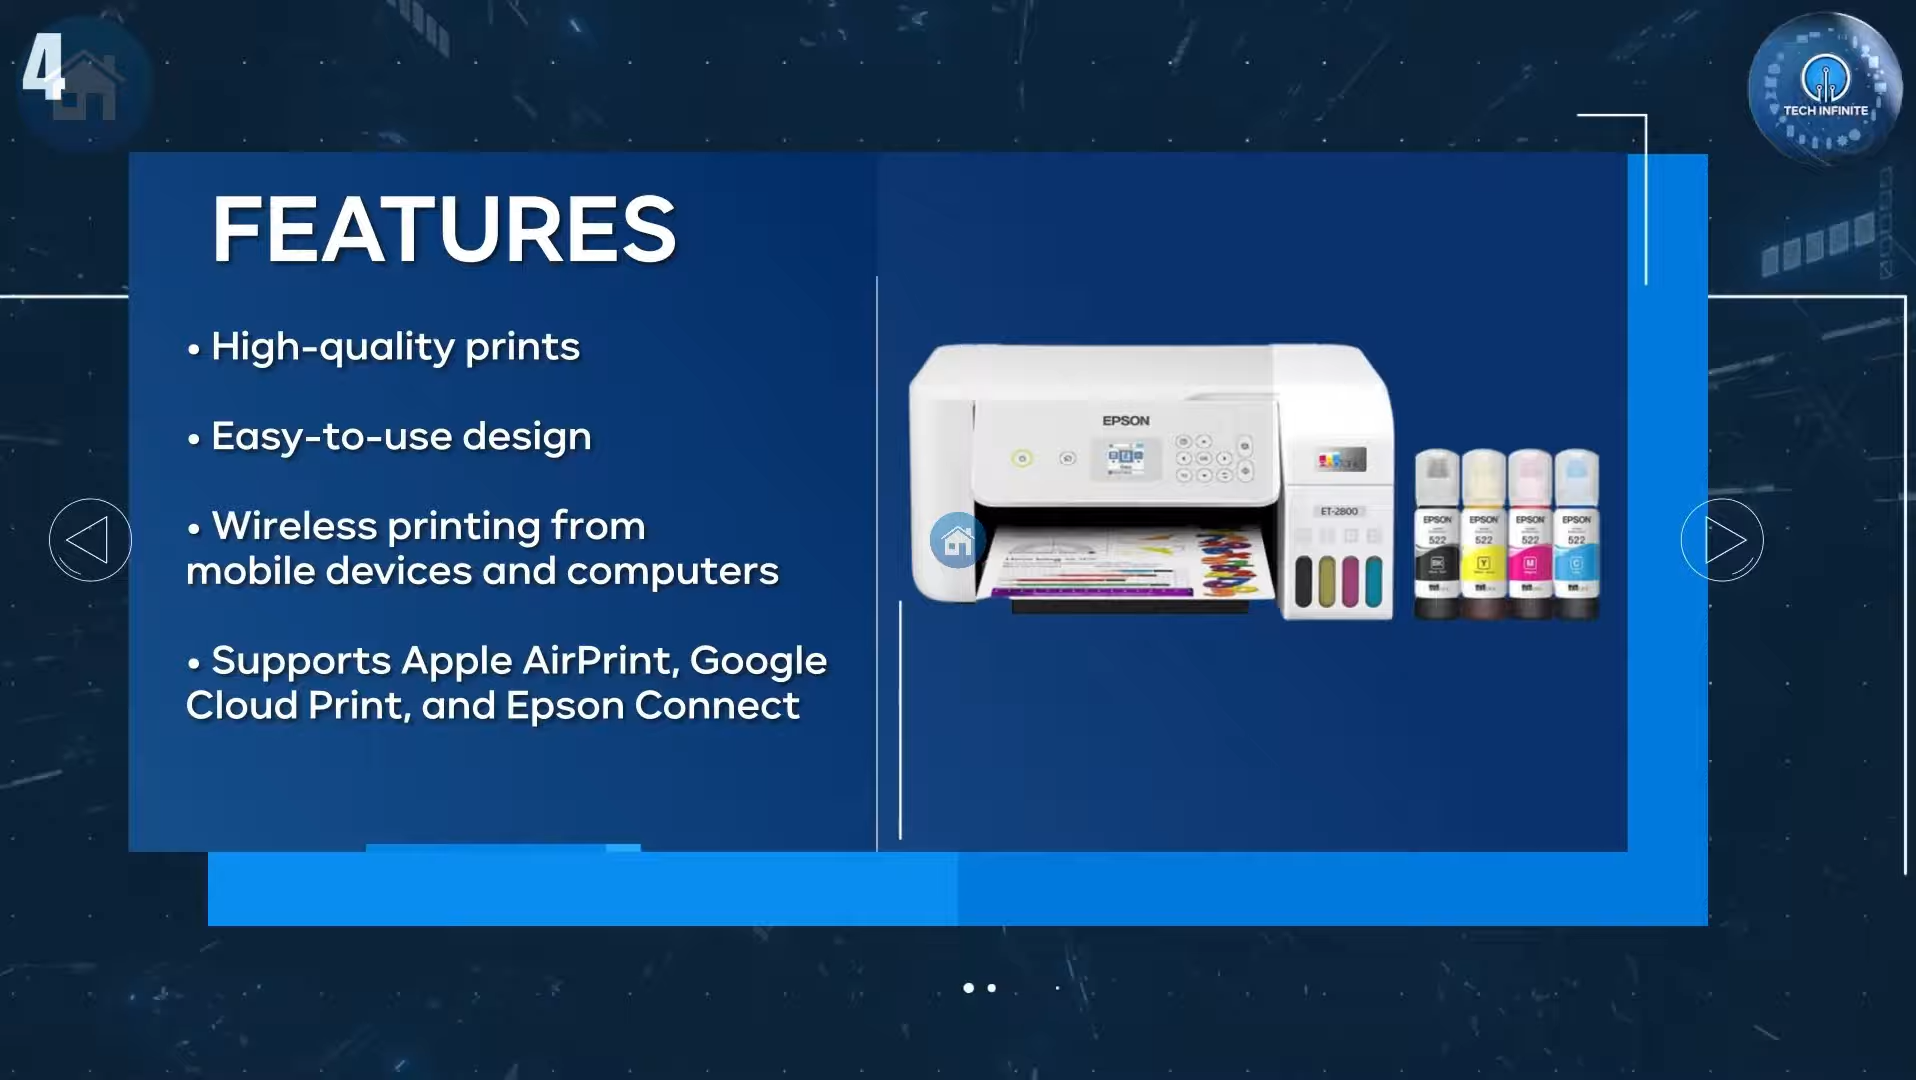 4
TECH INFINITE
FEATURES
• High-quality prints
• Easy-to-use design
• Wireless printing from
mobile devices and computers
• Supports Apple AirPrint, Google
Cloud Print, and Epson Connect
EPSON
ET-2800
EPSON EPSON EPSON EPSON
522 522 522 522
BK Y M C